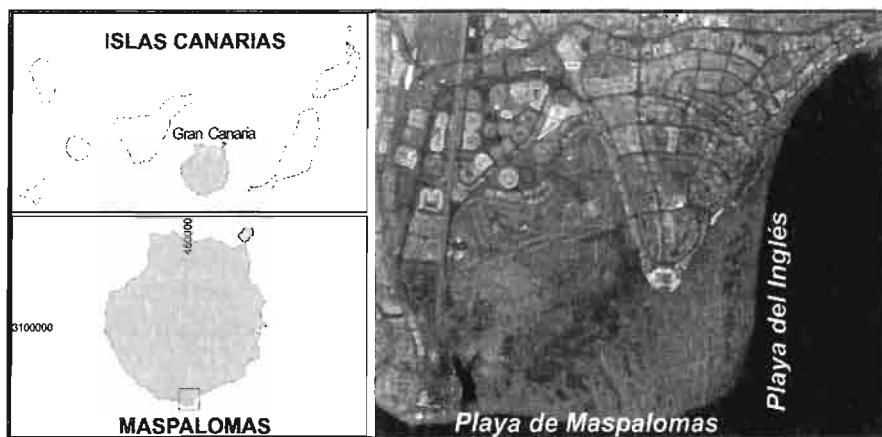 ISLAS CANARIAS
Gran Canaria
450000
3100000
MASPALOMAS
Playa de Maspalomas
Playa del Inglés